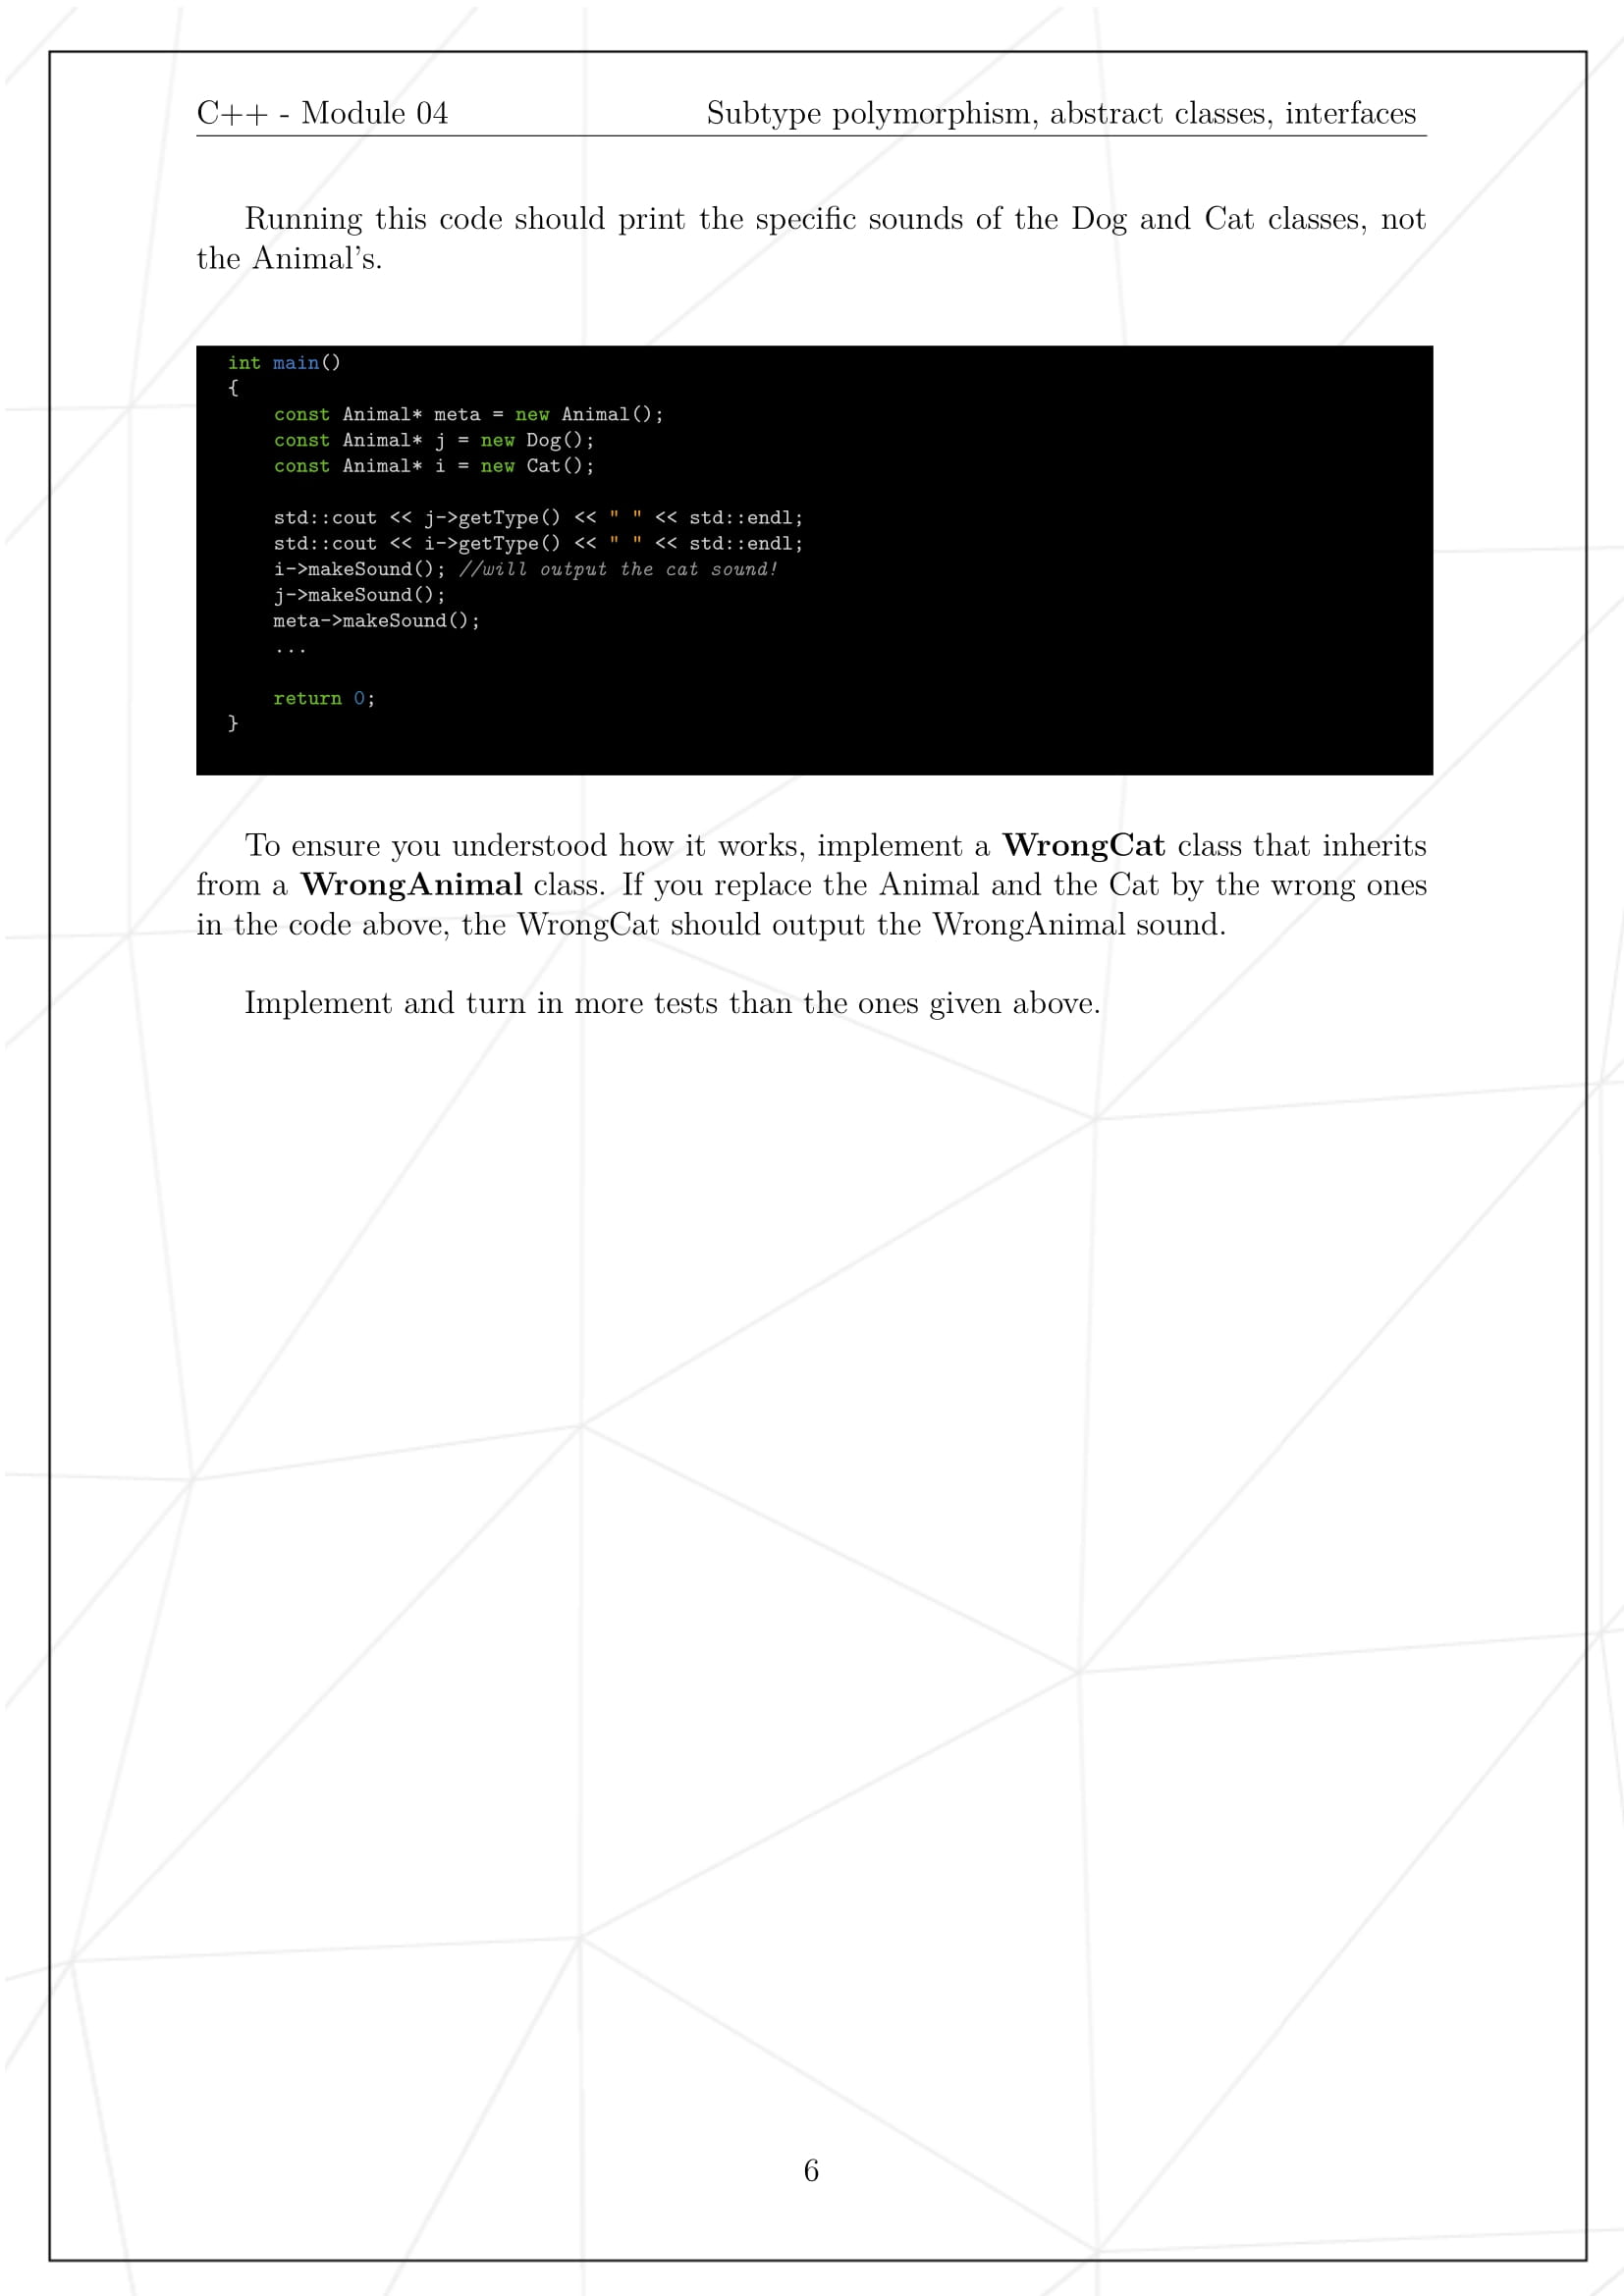 C++ - Module 04 Subtype polymorphism, abstract classes, interfaces
Running this code should print the specific sounds of the Dog and Cat classes, not
the Animal's.
int main()
{
const Animal* meta = new Animal();
const Animal* j = new Dog();
const Animal* i = new Cat();
std::cout << j->getType() << " " << std::endl;
std::cout << i->getType() << " " << std::endl;
i->makeSound(); //will output the cat sound!
j->makeSound();
meta->makeSound();
...
return 0;
}
To ensure you understood how it works, implement a WrongCat class that inherits
from a WrongAnimal class. If you replace the Animal and the Cat by the wrong ones
in the code above, the WrongCat should output the WrongAnimal sound.
Implement and turn in more tests than the ones given above.
6